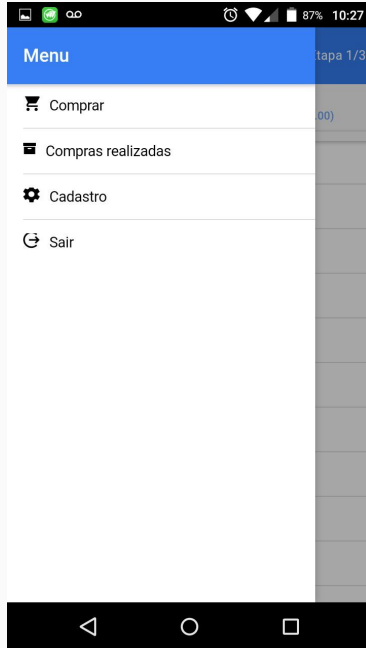 87% 10:27
Menu
tapa 1/3
.00)
Comprar
Compras realizadas
Cadastro
Sair